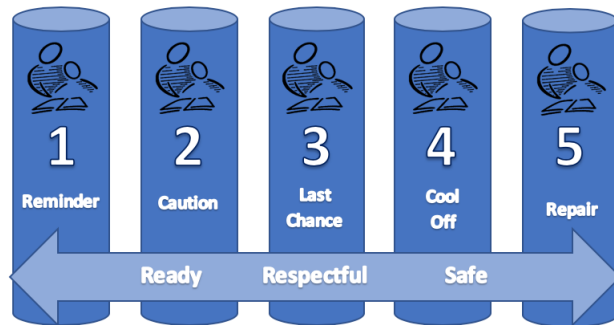 1 2 3 4 5
Reminder Caution Last Chance Cool Off Repair
Ready Respectful Safe